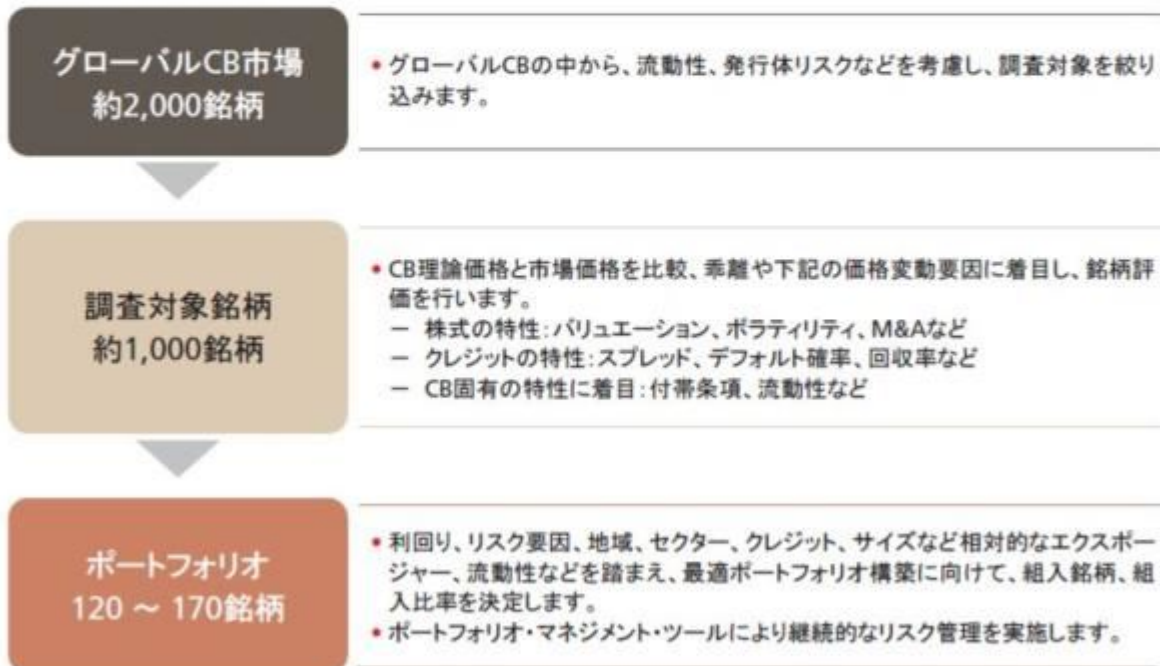 グローバルCB市場
約2,000銘柄
• グローバルCBの中から、流動性、発行体リスクなどを考慮し、調査対象を絞り
込みます。
調査対象銘柄
約1,000銘柄
• CB理論価格と市場価格を比較、乖離や下記の価格変動要因に着目し、銘柄評
価を行います。
− 株式の特性：バリュエーション、ボラティリティ、M&Aなど
− クレジットの特性：スプレッド、デフォルト確率、回収率など
− CB固有の特性に着目：付帯条項、流動性など
ポートフォリオ
120 ～ 170銘柄
• 利回り、リスク要因、地域、セクター、クレジット、サイズなど相対的なエクスポー
ジャー、流動性などを踏まえ、最適ポートフォリオ構築に向けて、組入銘柄、組
入比率を決定します。
• ポートフォリオ・マネジメント・ツールにより継続的なリスク管理を実施します。